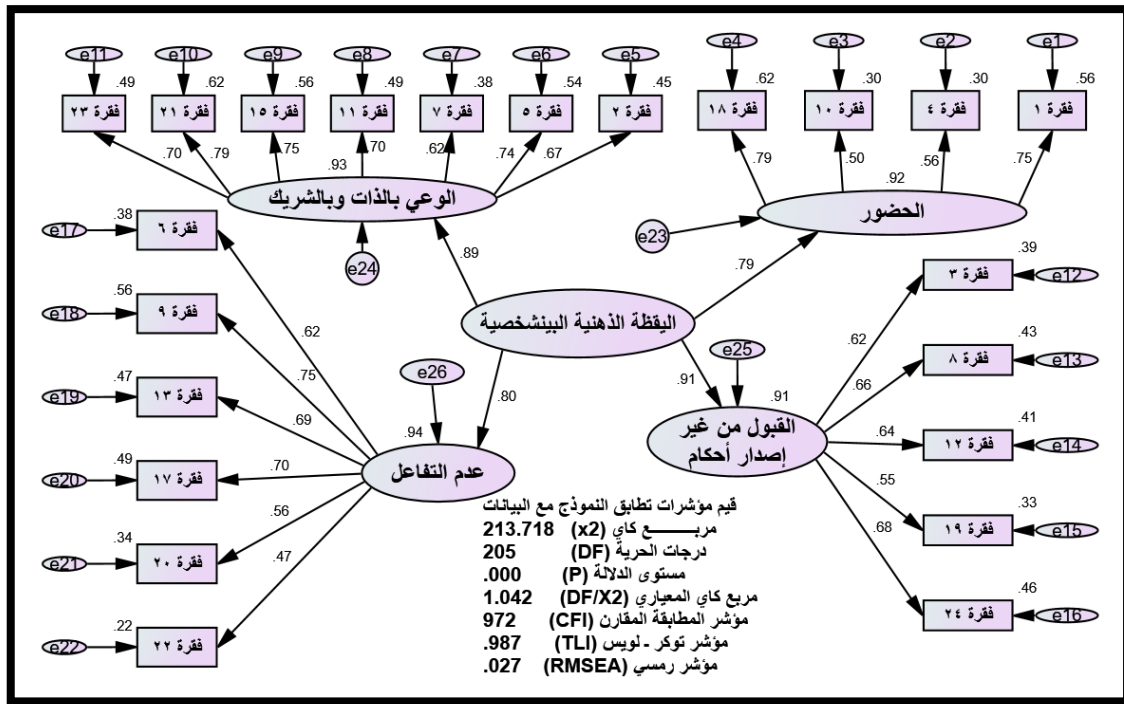 e11 e10 e9 e8 e7 e6 e5 e4 e3 e2 e1
.49 .62 .56 .49 .38 .54 .45 .62 .30 .30 .56
فقرة ٢٣
فقرة ٢١
فقرة ١٥
فقرة ١١
فقرة ٧
فقرة ٥
فقرة ٢
فقرة ١٨
فقرة ١٠
فقرة ٤
فقرة ١
.70 .79 .75 .70 .62 .74 .67 .79 .50 .56 .75
.93
الوعي بالذات وبالشريك
.92
الحضور
e24
e23
.89
.79
اليقظة الذهنية البينشخصية
.80
.91
e17 .38 فقرة ٦
e18 .56 فقرة ٩
e19 .47 فقرة ١٣
e20 .49 فقرة ١٧
e21 .34 فقرة ٢٠
e22 .22 فقرة ٢٢
.62
.75
.69
.70
.56
.47
e26
.94
عدم التفاعل
e25
.91
القبول من غير
إصدار أحكام
.62
.66
.64
.55
.68
فقرة ٣ .39 e12
فقرة ٨ .43 e13
فقرة ١٢ .41 e14
فقرة ١٩ .33 e15
فقرة ٢٤ .46 e16
قيم مؤشرات تطابق النموذج مع البيانات
مربـــــــع كاي (x2) 213.718
درجات الحرية (DF) 205
مستوى الدلالة (P) .000
مربع كاي المعياري (DF/X2) 1.042
مؤشر المطابقة المقارن (CFI) 972
مؤشر توكر ـ لويس (TLI) .987
مؤشر رمسي (RMSEA) .027